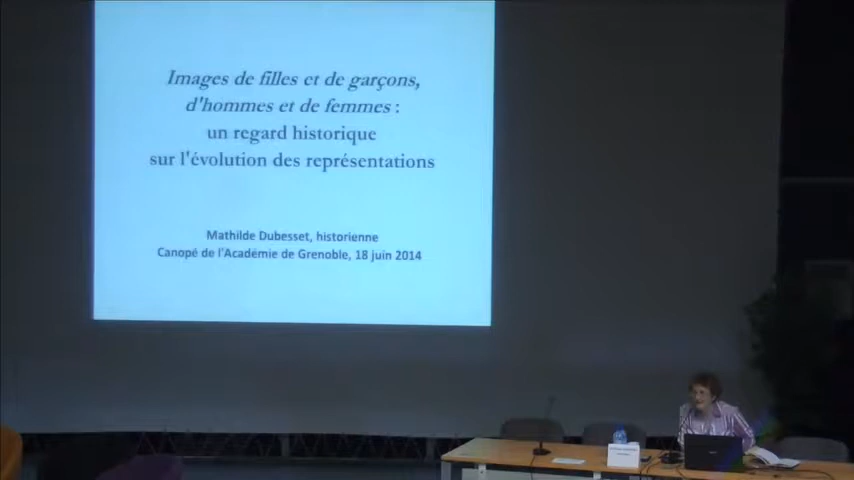 Images de filles et de garçons,
d'hommes et de femmes :
un regard historique
sur l'évolution des représentations
Mathilde Dubesset, historienne
Canopé de l'Académie de Grenoble, 18 juin 2014